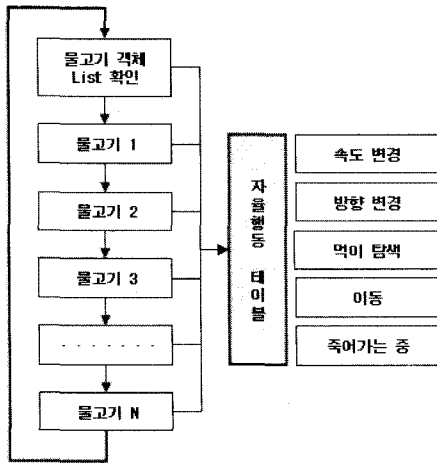 물고기 객체
List 확인
물고기 1
물고기 2
물고기 3
. . . . . . .
물고기 N
자율행동 테이블
속도 변경
방향 변경
먹이 탐색
이동
죽어가는 중